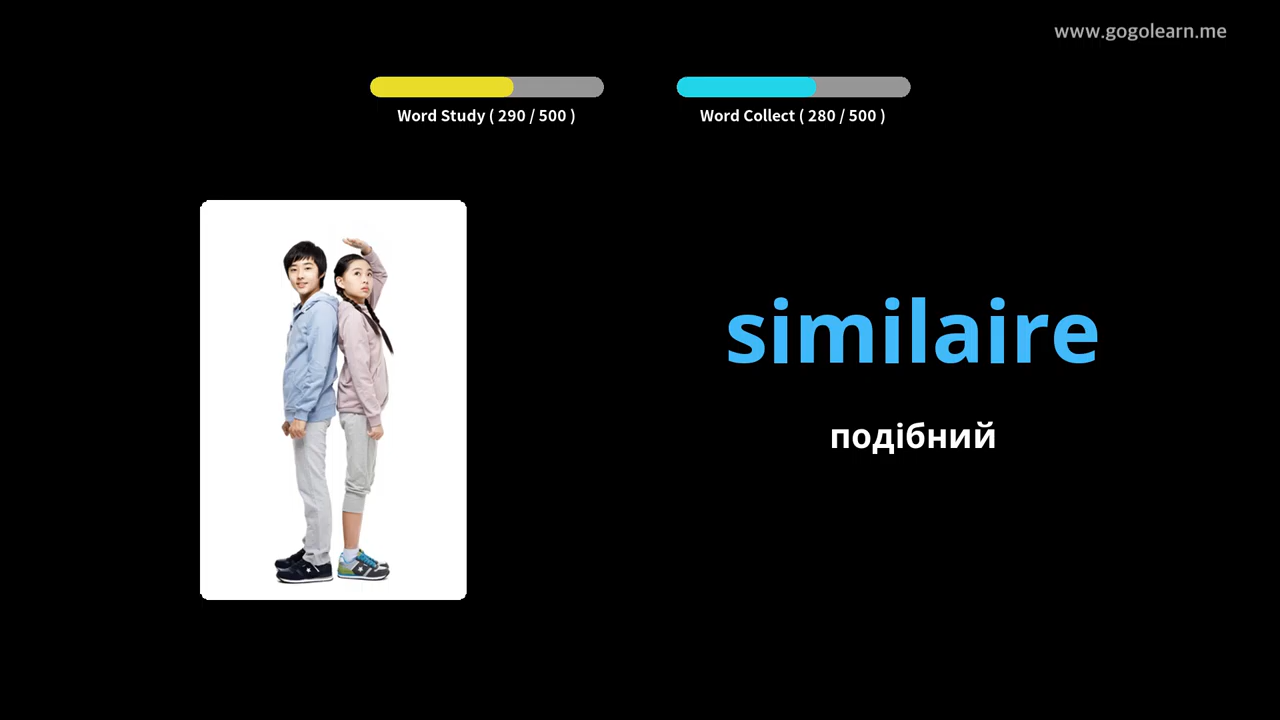 www.gogolearn.me
Word Study ( 290 / 500 )
Word Collect ( 280 / 500 )
similaire
подібний